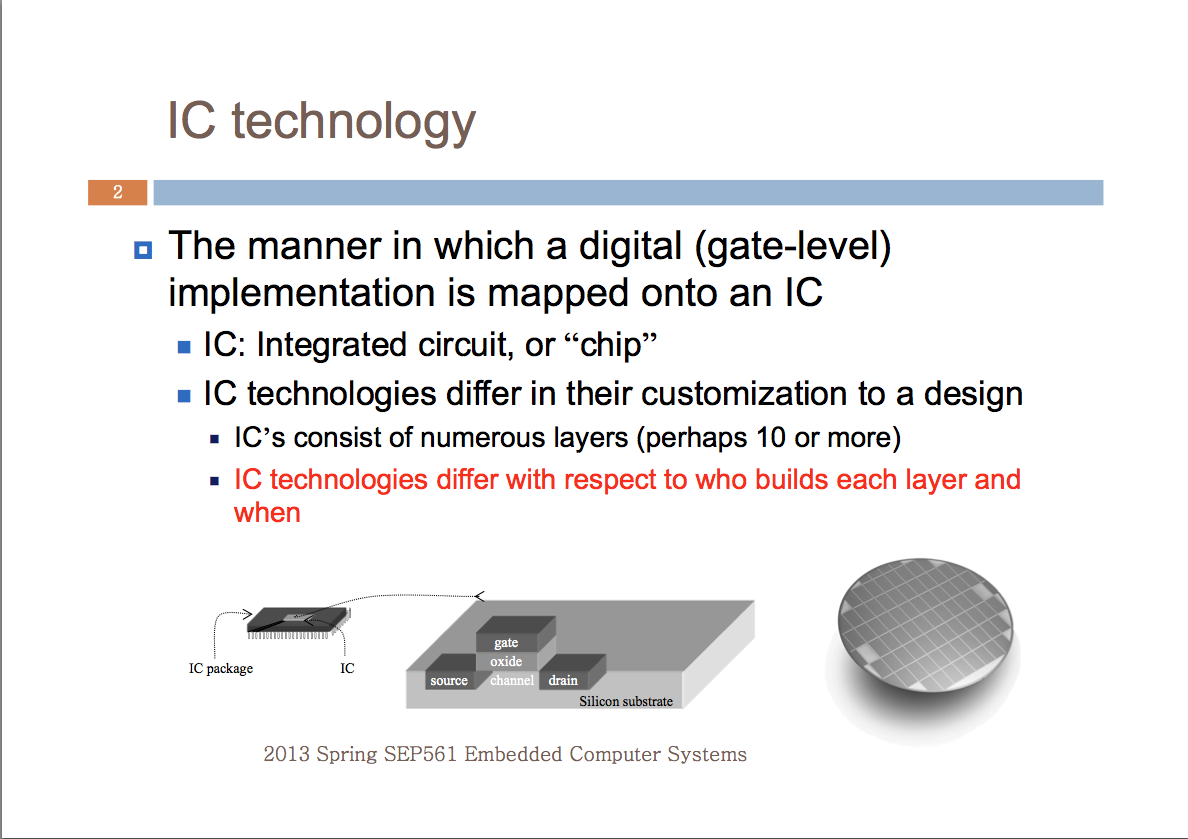 IC technology
2
The manner in which a digital (gate-level)
implementation is mapped onto an IC
IC: Integrated circuit, or “chip”
IC technologies differ in their customization to a design
IC’s consist of numerous layers (perhaps 10 or more)
IC technologies differ with respect to who builds each layer and
when
IC package
IC
gate
oxide
source
channel
drain
Silicon substrate
2013 Spring SEP561 Embedded Computer Systems